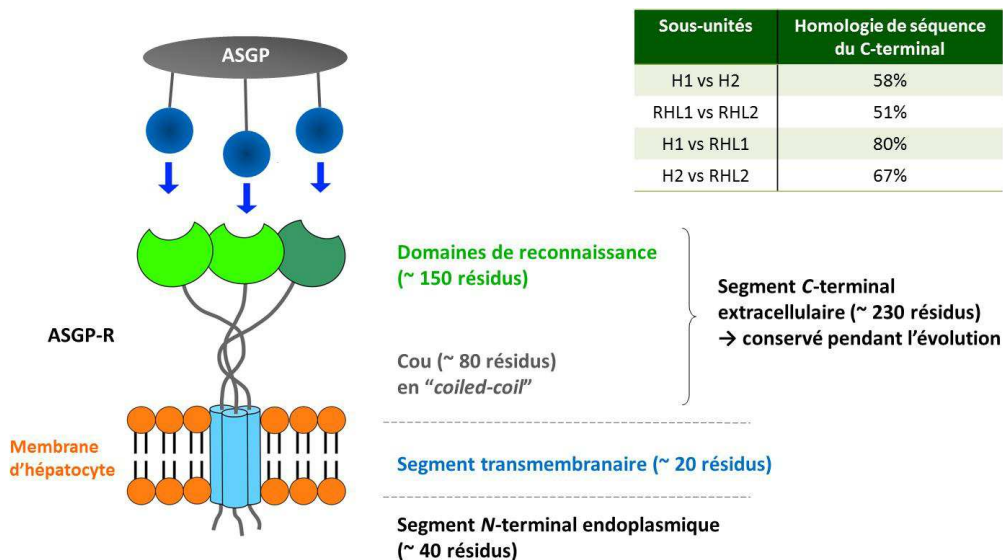 ASGP
Sous-unités
Homologie de séquence
du C-terminal
H1 vs H2
58%
RHL1 vs RHL2
51%
H1 vs RHL1
80%
H2 vs RHL2
67%
Domaines de reconnaissance
(~ 150 résidus)
Segment C-terminal
extracellulaire (~ 230 résidus)
→ conservé pendant l’évolution
ASGP-R
Cou (~ 80 résidus)
en “coiled-coil”
Membrane
d’hépatocyte
Segment transmembranaire (~ 20 résidus)
Segment N-terminal endoplasmique
(~ 40 résidus)